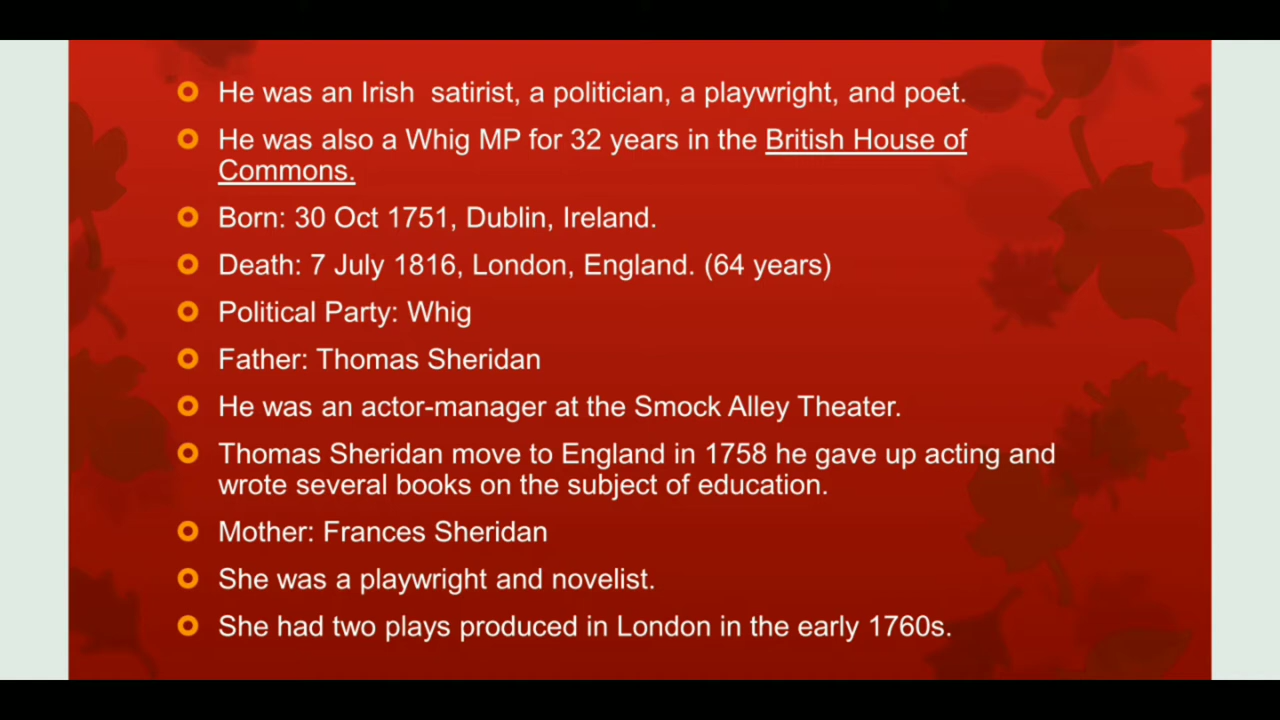 He was an Irish satirist, a politician, a playwright, and poet.
He was also a Whig MP for 32 years in the British House of
Commons.
Born: 30 Oct 1751, Dublin, Ireland.
Death: 7 July 1816, London, England. (64 years)
Political Party: Whig
Father: Thomas Sheridan
He was an actor-manager at the Smock Alley Theater.
Thomas Sheridan move to England in 1758 he gave up acting and
wrote several books on the subject of education.
Mother: Frances Sheridan
She was a playwright and novelist.
She had two plays produced in London in the early 1760s.